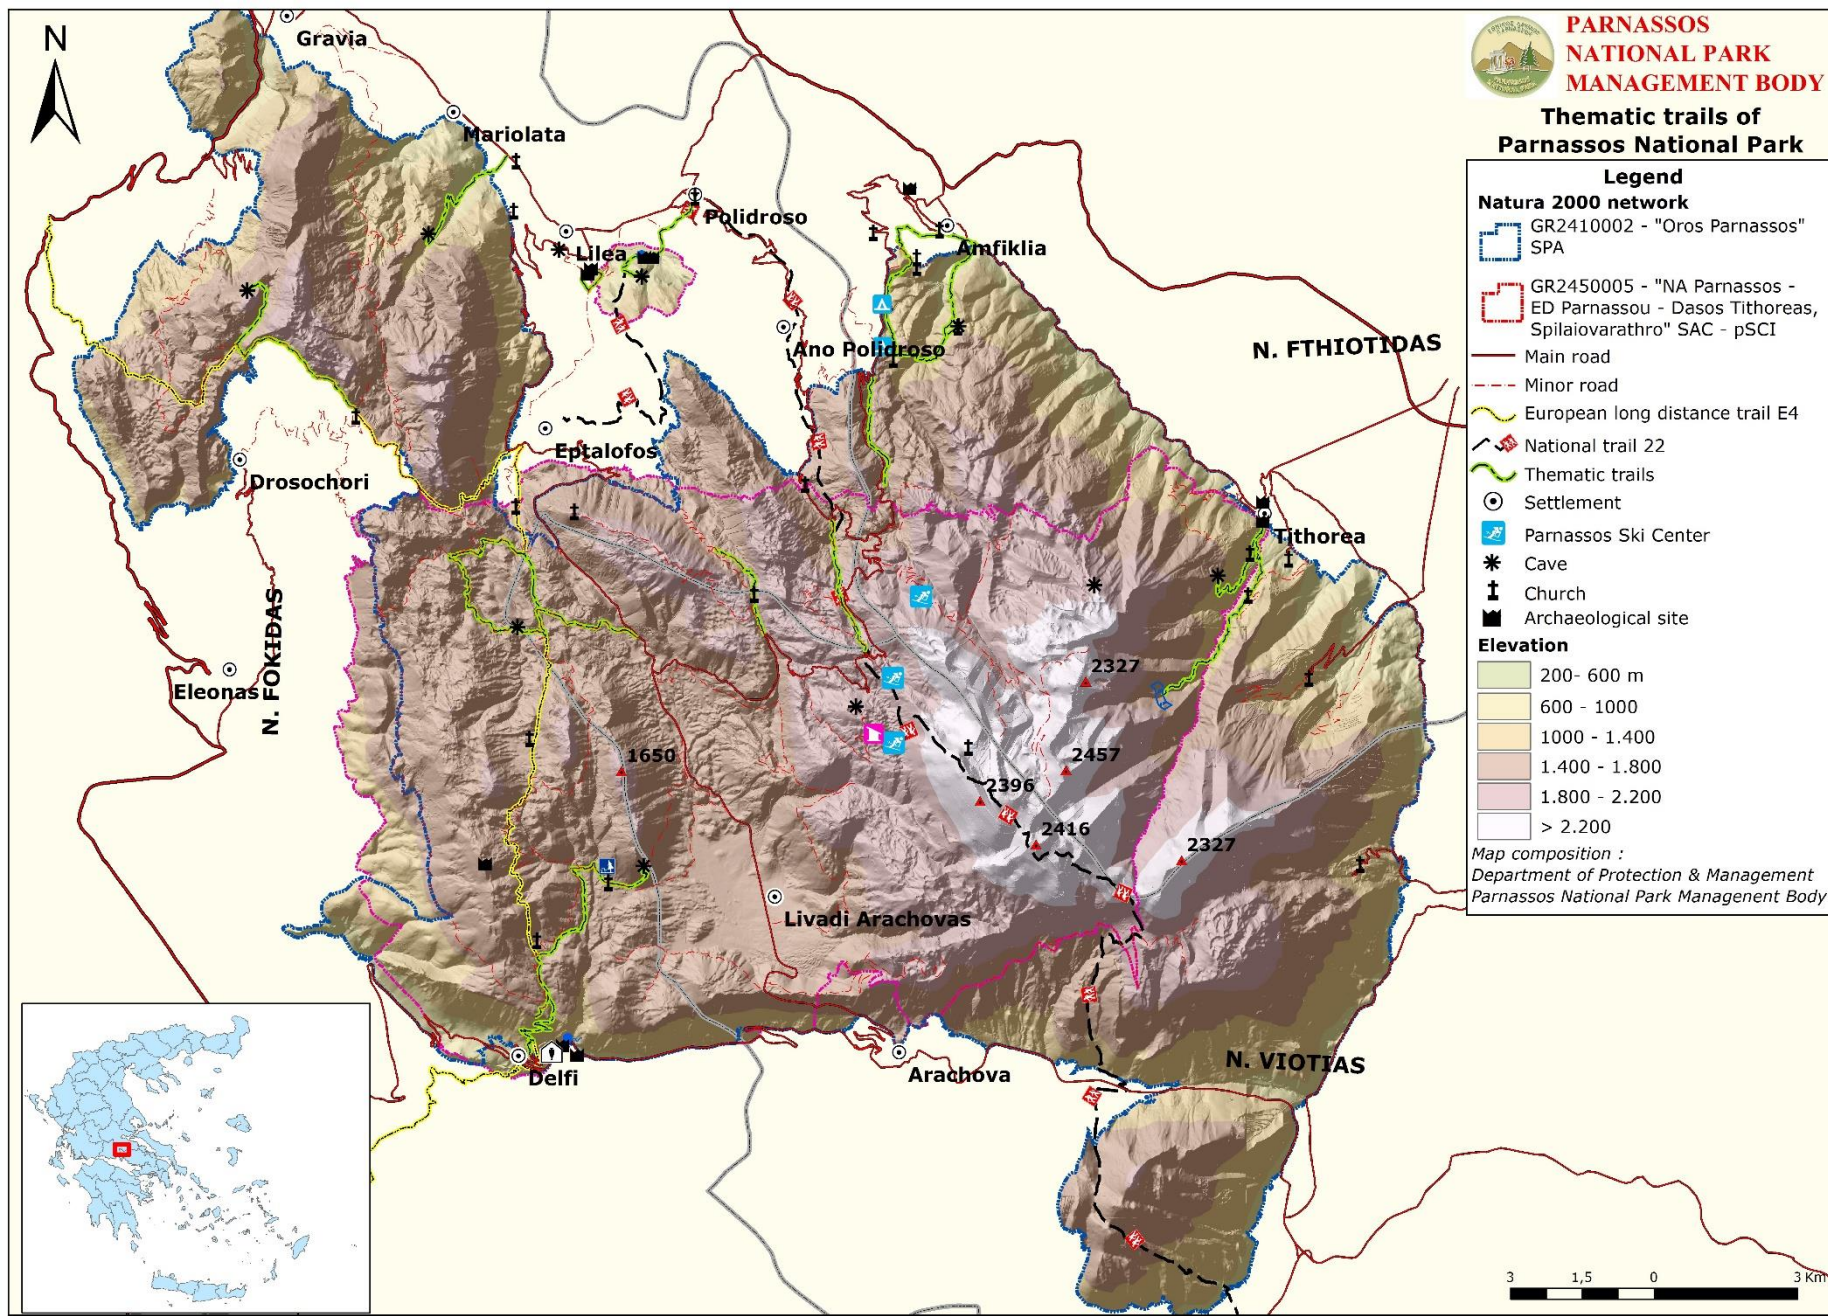 N
Gravia
Mariolata
Polidroso
Lilea
Amfiklia
Ano Polidroso
N. FTHIOTIDAS
Eptalofos
Drosochori
Tithorea
N. FOKIDAS
Eleonas
2327
1650
2457
2396
2416
2327
Livadi Arachovas
Delfi
Arachova
N. VIOTIAS
PARNASSOS
NATIONAL PARK
MANAGEMENT BODY
Thematic trails of
Parnassos National Park
Legend
Natura 2000 network
GR2410002 - "Oros Parnassos"
SPA
GR2450005 - "NA Parnassos -
ED Parnassou - Dasos Tithoreas,
Spilaiovarathro" SAC - pSCI
Main road
Minor road
European long distance trail E4
National trail 22
Thematic trails
Settlement
Parnassos Ski Center
Cave
Church
Archaeological site
Elevation
200- 600 m
600 - 1000
1000 - 1.400
1.400 - 1.800
1.800 - 2.200
> 2.200
Map composition :
Department of Protection & Management
Parnassos National Park Managenent Body
3 1,5 0 3 Km